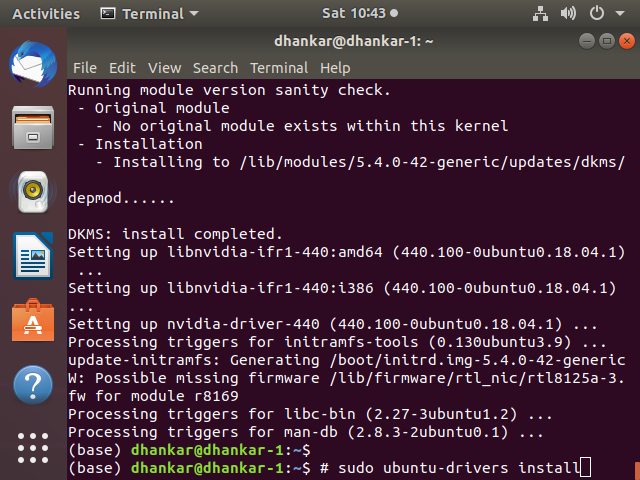 Activities Terminal Sat 10:43
dhankar@dhankar-1: ~
File Edit View Search Terminal Help
Running module version sanity check.
- Original module
- No original module exists within this kernel
- Installation
- Installing to /lib/modules/5.4.0-42-generic/updates/dkms/
depmod......
DKMS: install completed.
Setting up libnvidia-ifr1-440:amd64 (440.100-0ubuntu0.18.04.1)
...
Setting up libnvidia-ifr1-440:i386 (440.100-0ubuntu0.18.04.1)
...
Setting up nvidia-driver-440 (440.100-0ubuntu0.18.04.1) ...
Processing triggers for initramfs-tools (0.130ubuntu3.9) ...
update-initramfs: Generating /boot/initrd.img-5.4.0-42-generic
W: Possible missing firmware /lib/firmware/rtl_nic/rtl8125a-3.
fw for module r8169
Processing triggers for libc-bin (2.27-3ubuntu1.2) ...
Processing triggers for man-db (2.8.3-2ubuntu0.1) ...
(base) dhankar@dhankar-1:~$
(base) dhankar@dhankar-1:~$ # sudo ubuntu-drivers install